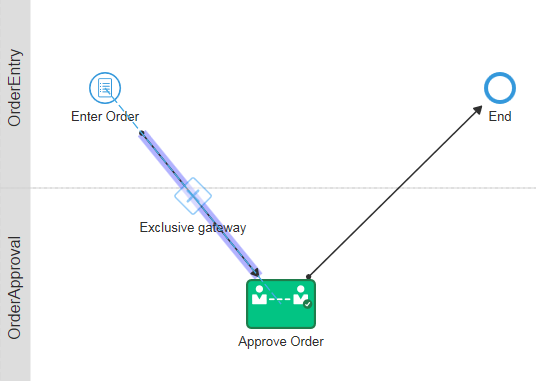 OrderEntry
Enter Order
End
Exclusive gateway
OrderApproval
Approve Order